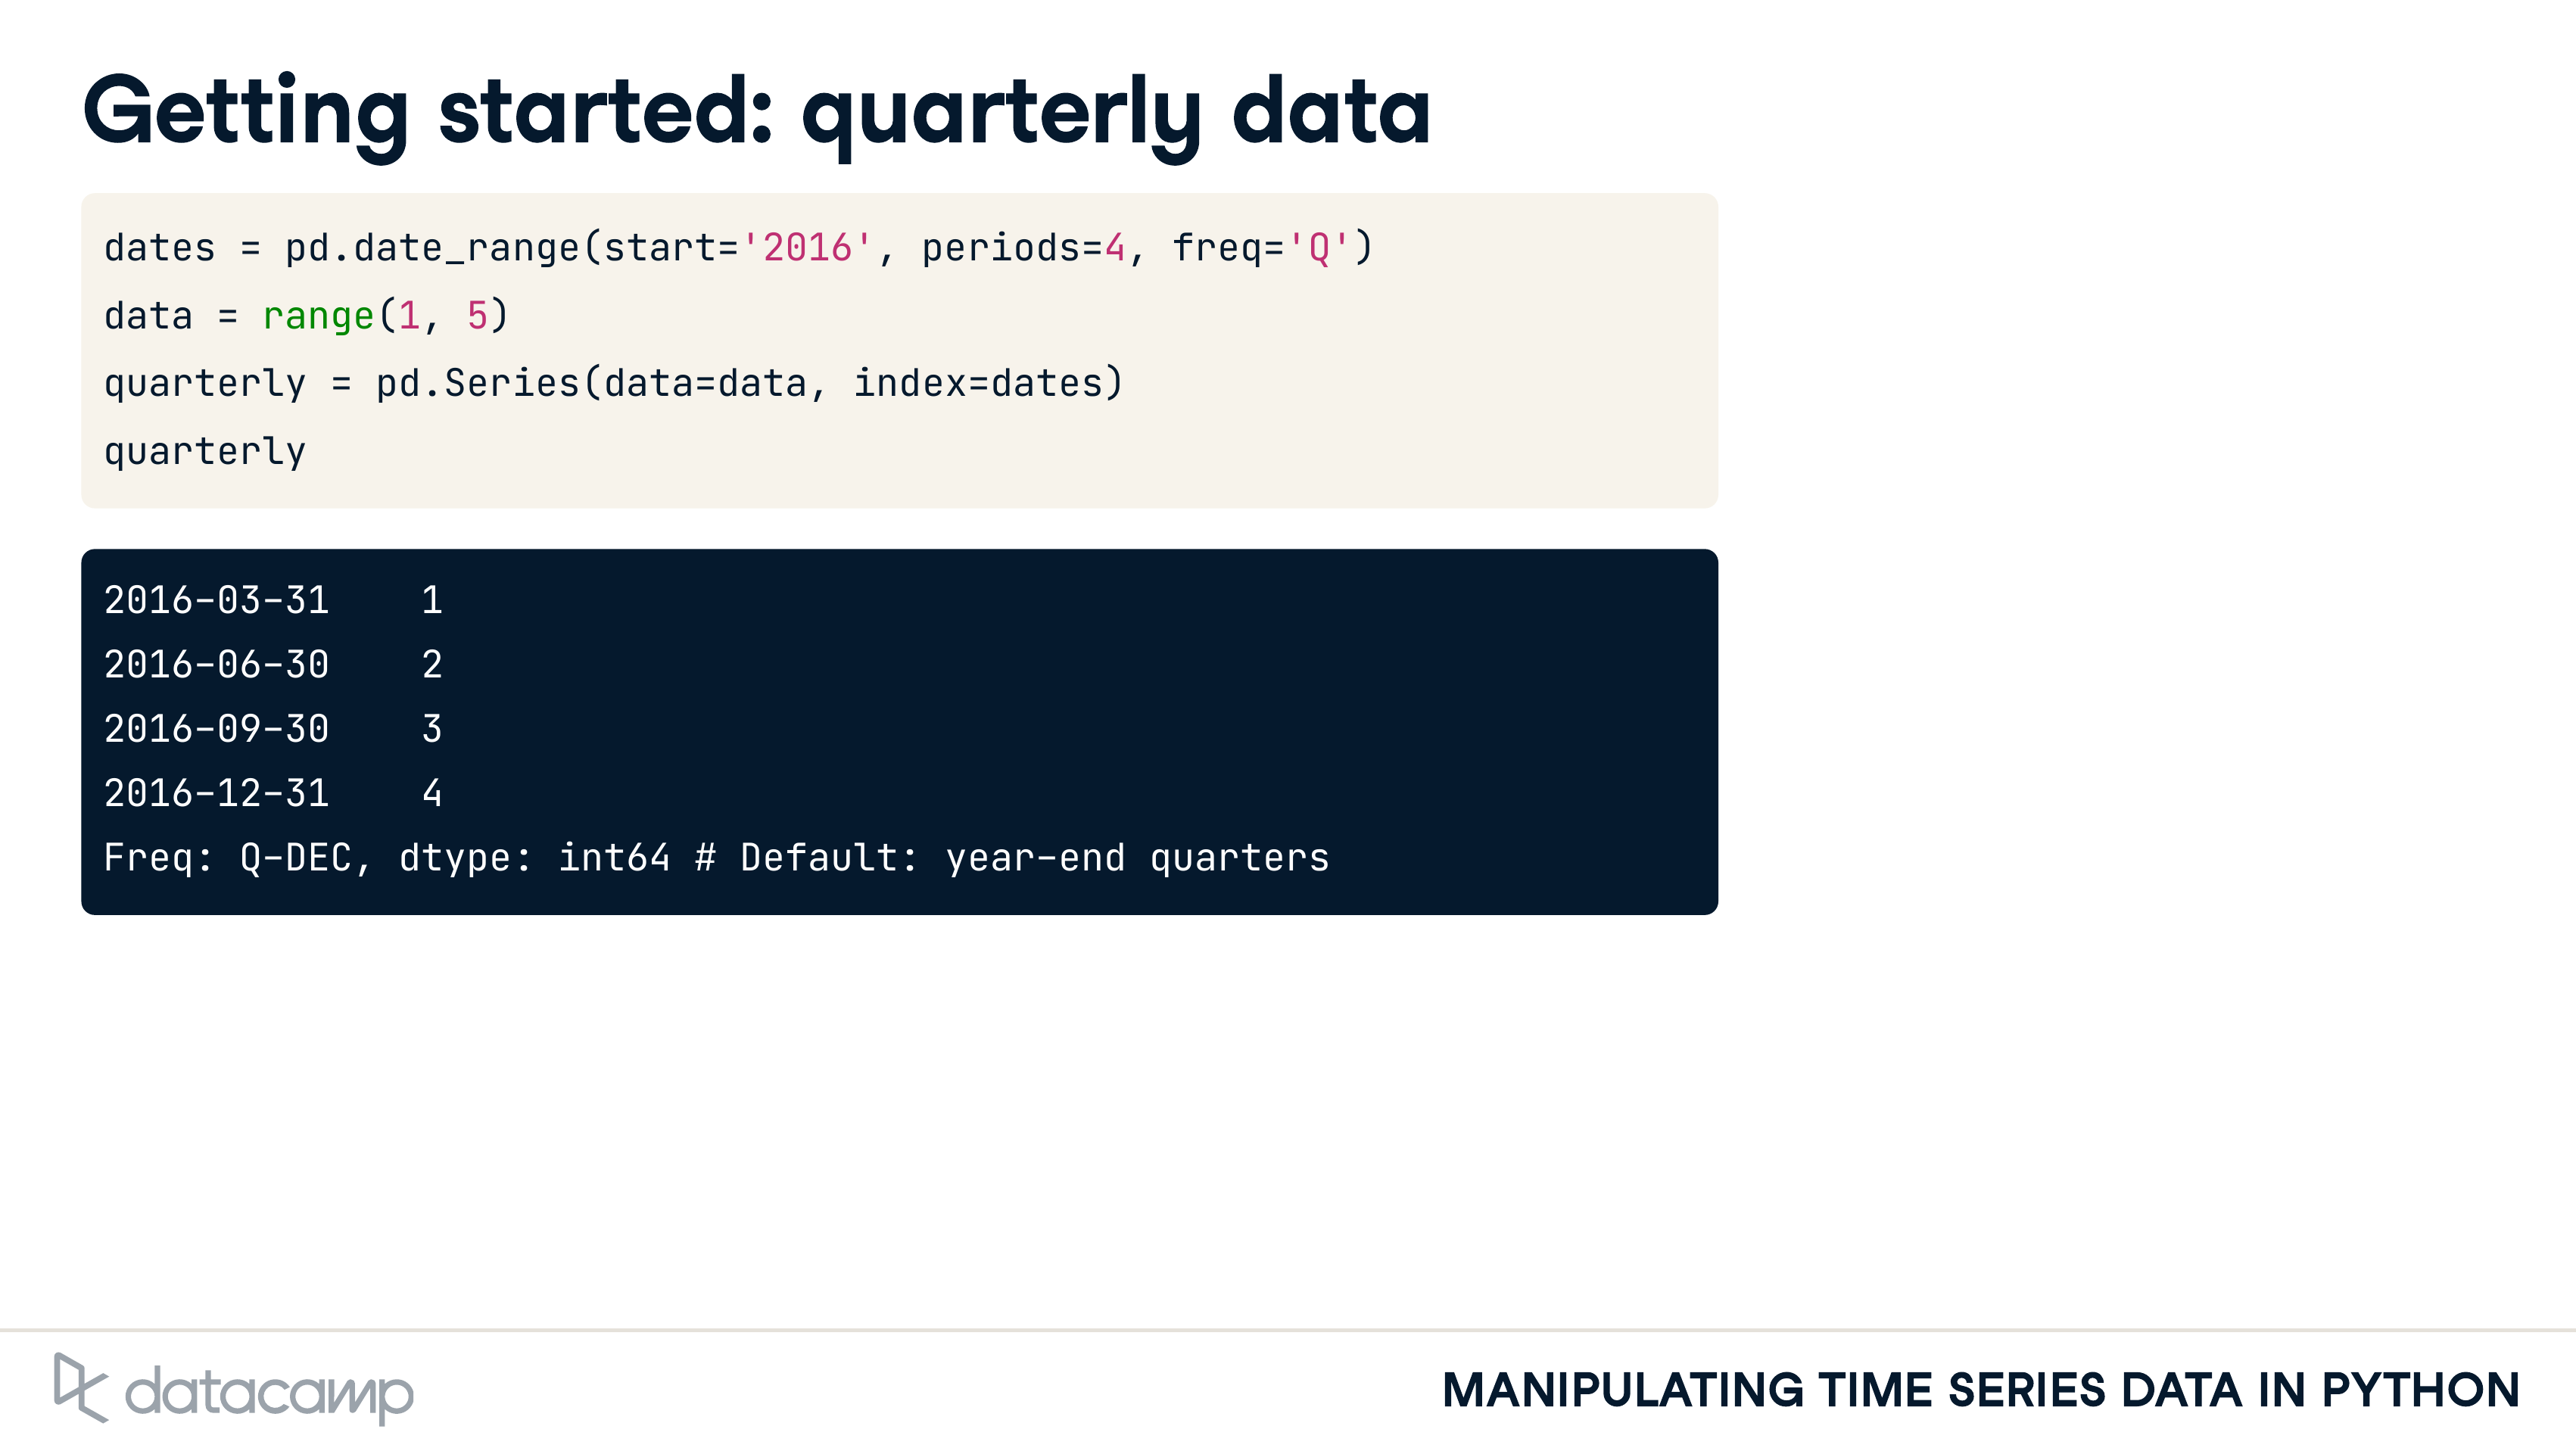 Getting started: quarterly data
dates = pd.date_range(start='2016', periods=4, freq='Q')
data = range(1, 5)
quarterly = pd.Series(data=data, index=dates)
quarterly
2016-03-31    1
2016-06-30    2
2016-09-30    3
2016-12-31    4
Freq: Q-DEC, dtype: int64 # Default: year-end quarters
datacamp
MANIPULATING TIME SERIES DATA IN PYTHON